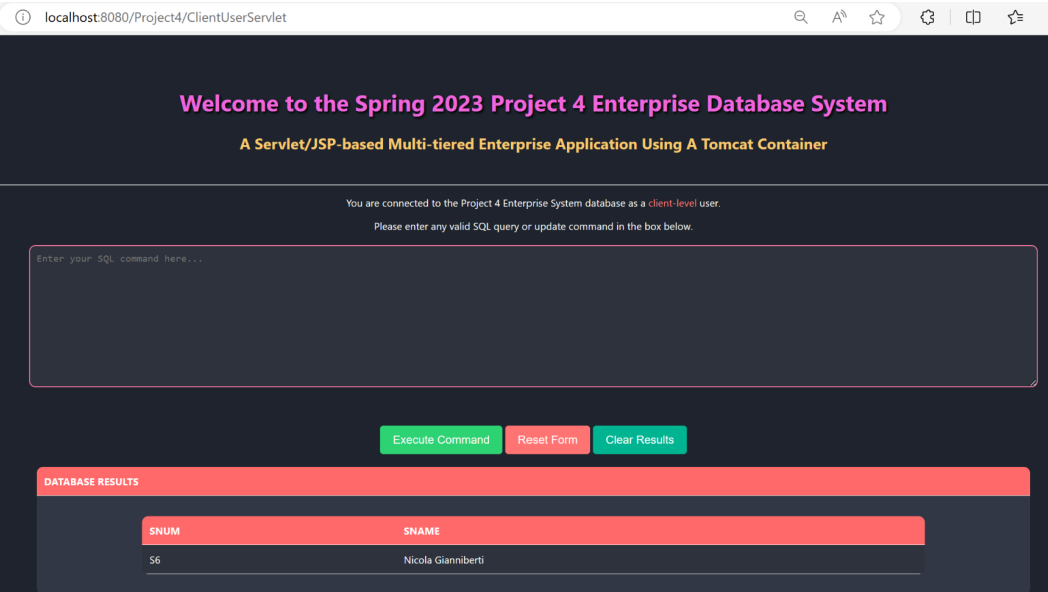 localhost:8080/Project4/ClientUserServlet
Welcome to the Spring 2023 Project 4 Enterprise Database System
A Servlet/JSP-based Multi-tiered Enterprise Application Using A Tomcat Container
You are connected to the Project 4 Enterprise System database as a client-level user.
Please enter any valid SQL query or update command in the box below.
Enter your SQL command here...
Execute Command Reset Form Clear Results
DATABASE RESULTS
SNUM SNAME
S6 Nicola Gianniberti